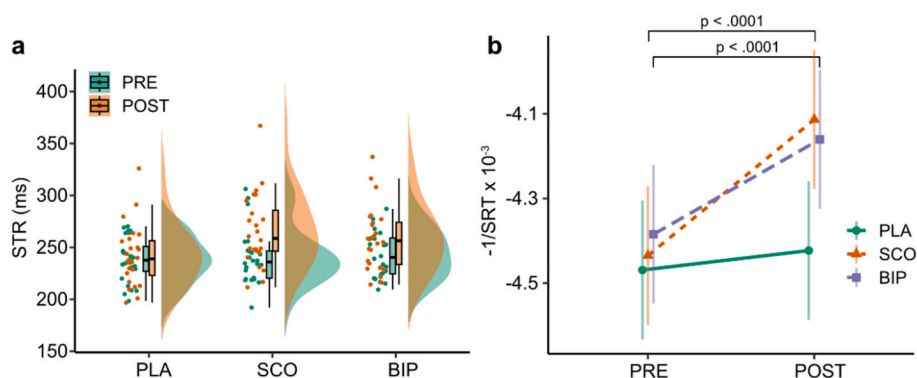 a
STR (ms)
400
350
300
250
200
150
PRE
POST
PLA
SCO
BIP
b
p < .0001
p < .0001
-1/SRT x 10⁻³
-4.1
-4.3
-4.5
PLA
SCO
BIP
PRE
POST